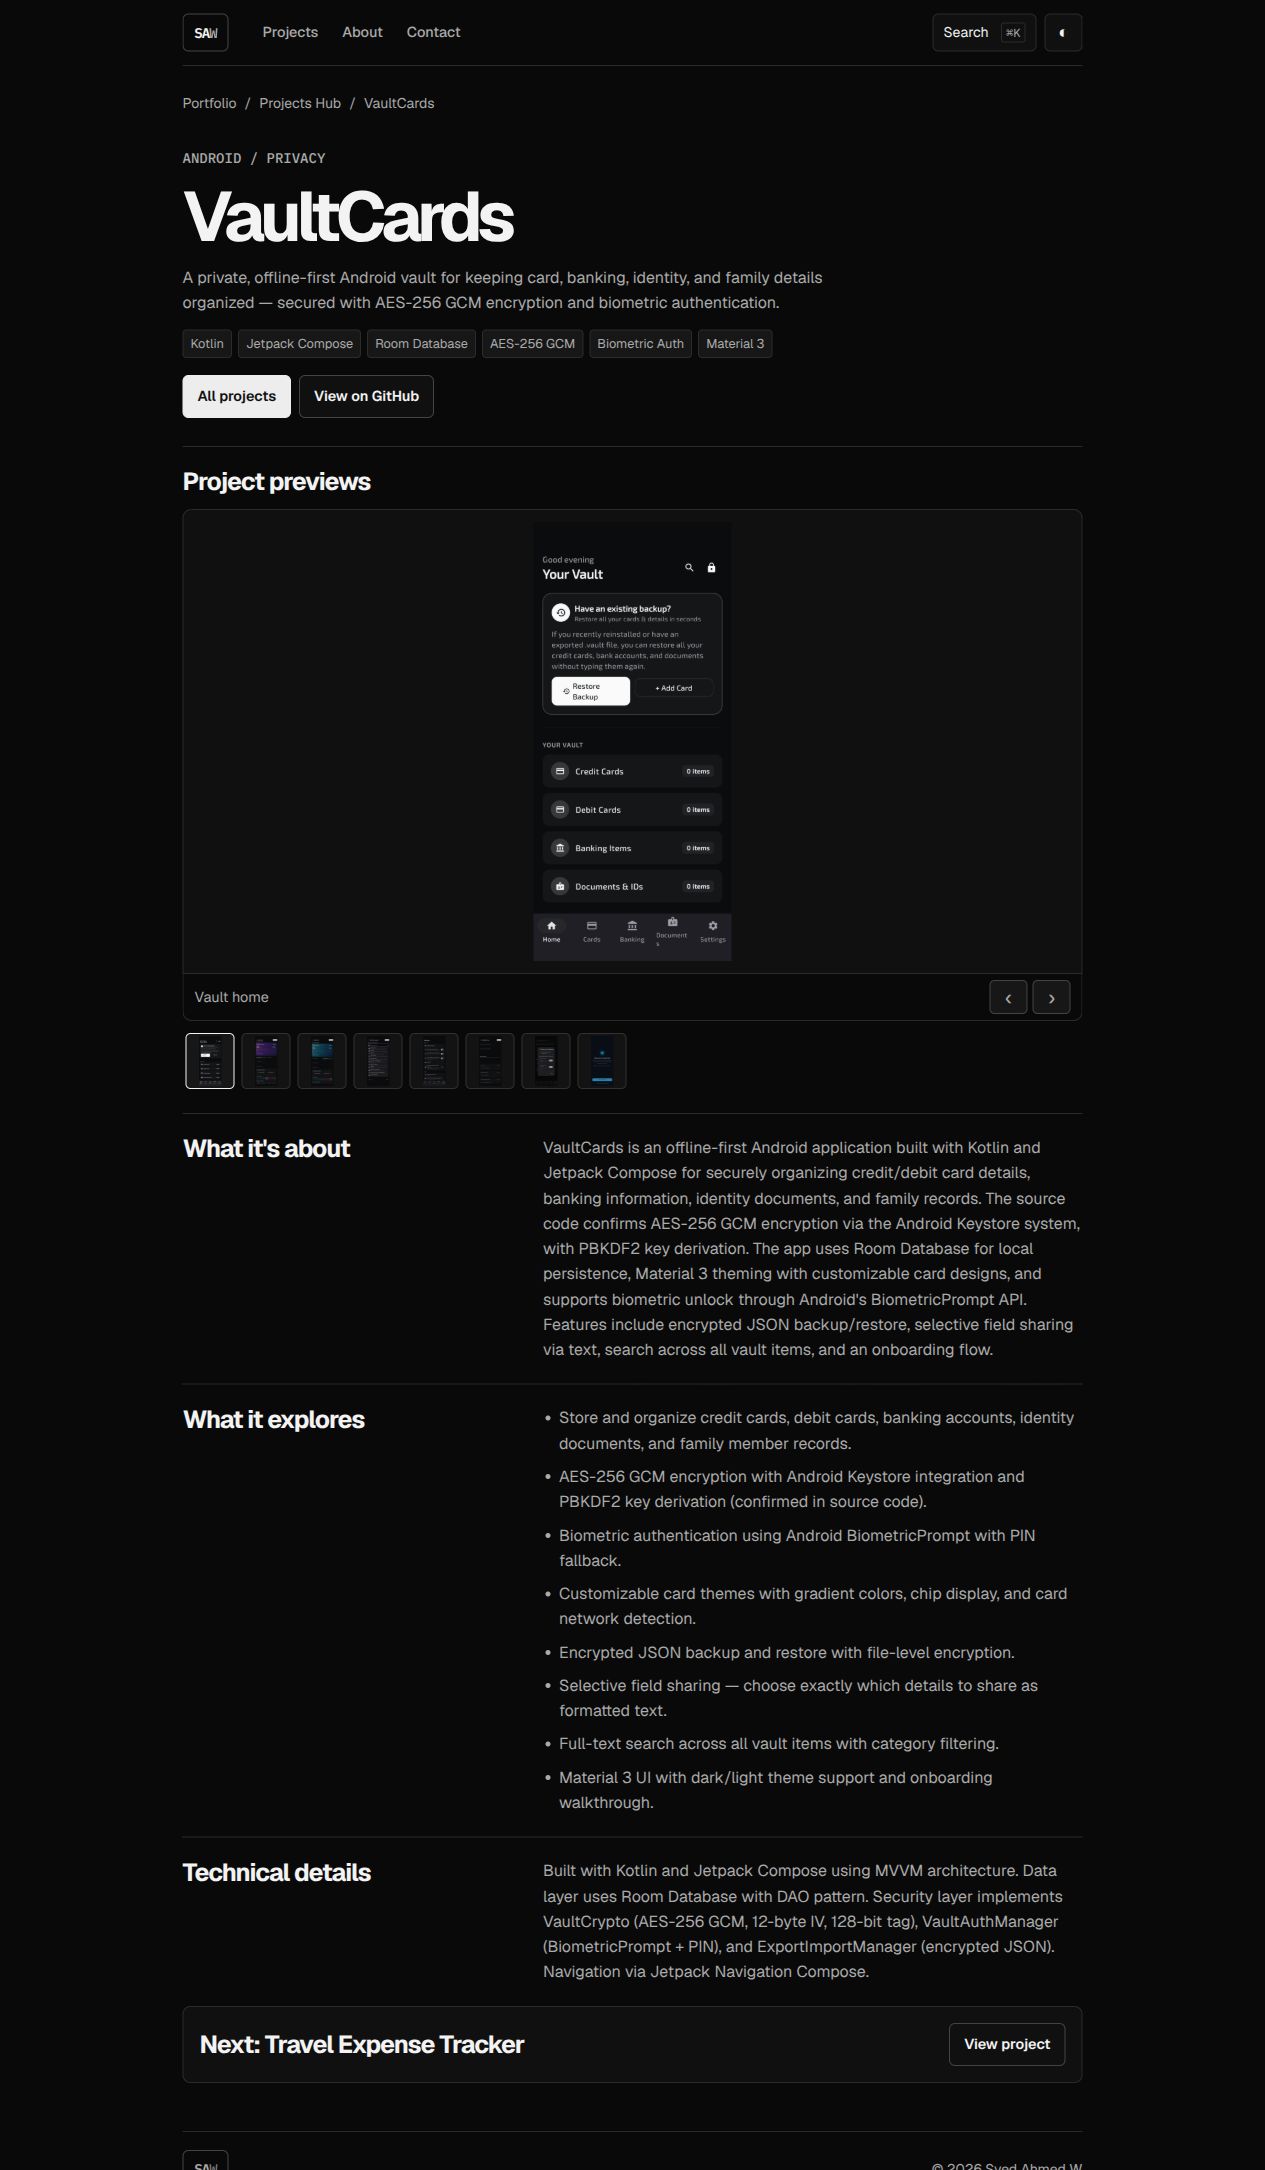 SAW Projects About Contact Search ⌘K
Portfolio / Projects Hub / VaultCards
ANDROID / PRIVACY
VaultCards
A private, offline-first Android vault for keeping card, banking, identity, and family details
organized — secured with AES-256 GCM encryption and biometric authentication.
Kotlin Jetpack Compose Room Database AES-256 GCM Biometric Auth Material 3
All projects View on GitHub
Project previews
Good evening
Your Vault
Have an existing backup?
Restore all your cards & details in seconds
If you recently reinstalled or have an
exported .vault file, you can restore all your
credit cards, bank accounts, and documents
without typing them again.
Restore
Backup
+ Add Card
YOUR VAULT
Credit Cards 0 items
Debit Cards 0 items
Banking Items 0 items
Documents & IDs 0 items
Home Cards Banking Document
s
Settings
Vault home ‹ ›
What it's about
VaultCards is an offline-first Android application built with Kotlin and
Jetpack Compose for securely organizing credit/debit card details,
banking information, identity documents, and family records. The source
code confirms AES-256 GCM encryption via the Android Keystore system,
with PBKDF2 key derivation. The app uses Room Database for local
persistence, Material 3 theming with customizable card designs, and
supports biometric unlock through Android's BiometricPrompt API.
Features include encrypted JSON backup/restore, selective field sharing
via text, search across all vault items, and an onboarding flow.
What it explores
• Store and organize credit cards, debit cards, banking accounts, identity
documents, and family member records.
• AES-256 GCM encryption with Android Keystore integration and
PBKDF2 key derivation (confirmed in source code).
• Biometric authentication using Android BiometricPrompt with PIN
fallback.
• Customizable card themes with gradient colors, chip display, and card
network detection.
• Encrypted JSON backup and restore with file-level encryption.
• Selective field sharing — choose exactly which details to share as
formatted text.
• Full-text search across all vault items with category filtering.
• Material 3 UI with dark/light theme support and onboarding
walkthrough.
Technical details
Built with Kotlin and Jetpack Compose using MVVM architecture. Data
layer uses Room Database with DAO pattern. Security layer implements
VaultCrypto (AES-256 GCM, 12-byte IV, 128-bit tag), VaultAuthManager
(BiometricPrompt + PIN), and ExportImportManager (encrypted JSON).
Navigation via Jetpack Navigation Compose.
Next: Travel Expense Tracker View project
SAW © 2026 Syed Ahmed W